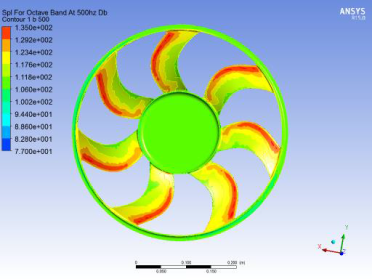 Spl For Octave Band At 500hz Db
Contour 1 b 500
1.350e+002
1.292e+002
1.234e+002
1.176e+002
1.118e+002
1.060e+002
1.002e+002
9.440e+001
8.860e+001
8.280e+001
7.700e+001
ANSYS
Y
X
Z
0
0.100
0.200 (m)
0.050
0.150